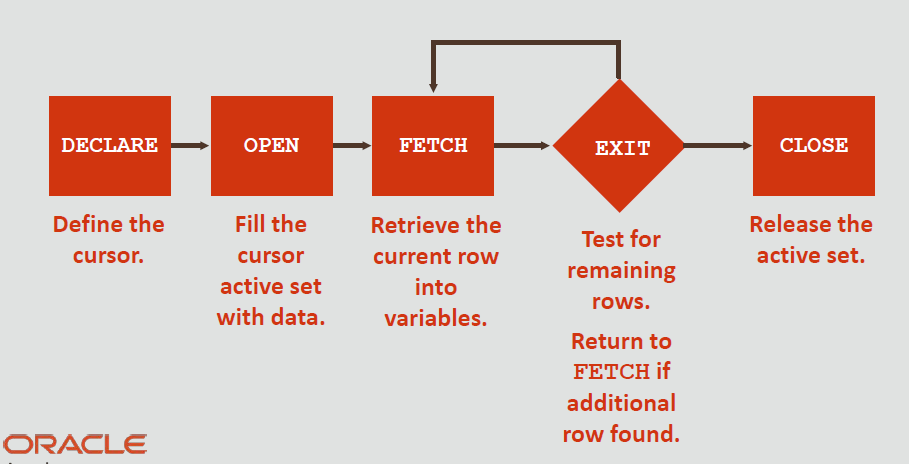 DECLARE
OPEN
FETCH
EXIT
CLOSE
Define the
cursor.
Fill the
cursor
active set
with data.
Retrieve the
current row
into
variables.
Test for
remaining
rows.
Return to
FETCH if
additional
row found.
Release the
active set.
ORACLE